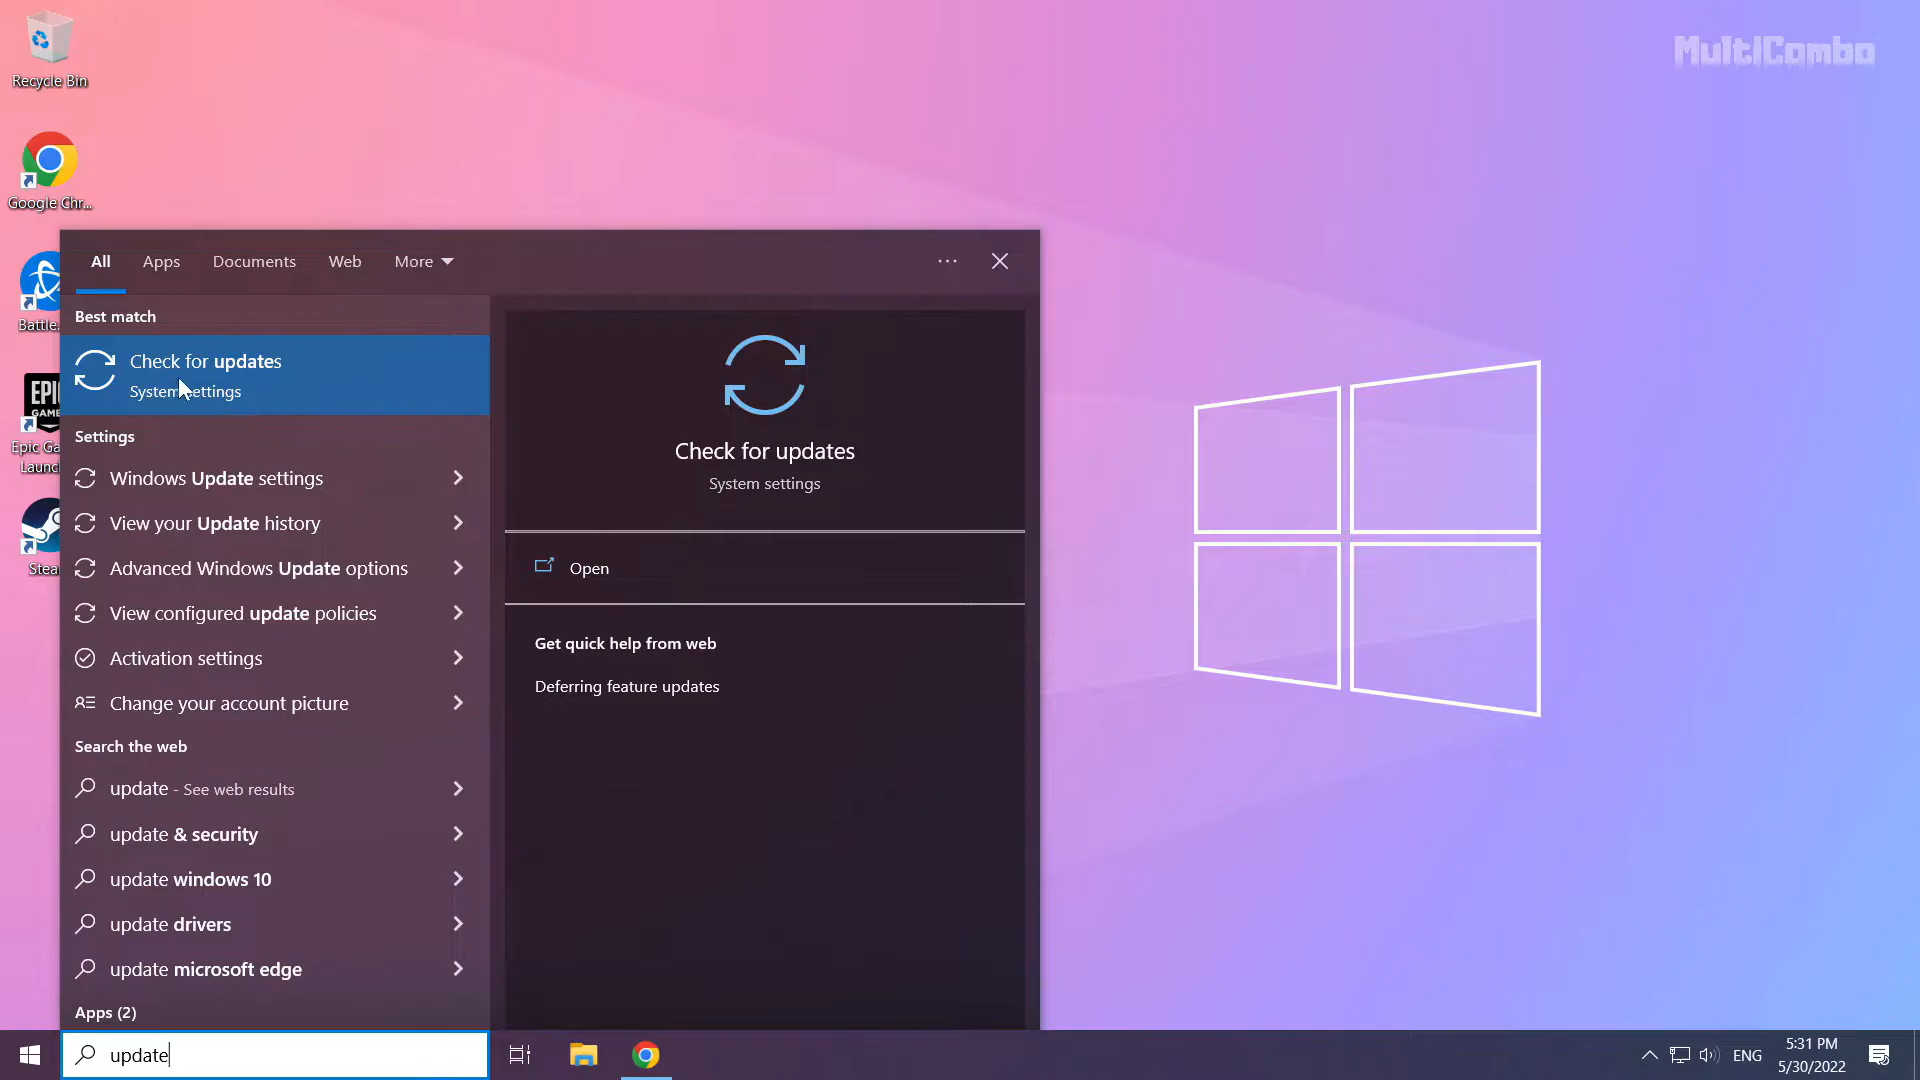 Recycle Bin
MultiCombo
Google Chr...
Battle.
EPIC
GAME
Epic Ga
Launc
Stea
All
Apps
Documents
Web
More
Best match
Check for updates
System settings
Settings
Windows Update settings
View your Update history
Advanced Windows Update options
View configured update policies
Activation settings
Change your account picture
Search the web
update - See web results
update & security
update windows 10
update drivers
update microsoft edge
Apps (2)
Check for updates
System settings
Open
Get quick help from web
Deferring feature updates
update
ENG
5:31 PM
5/30/2022